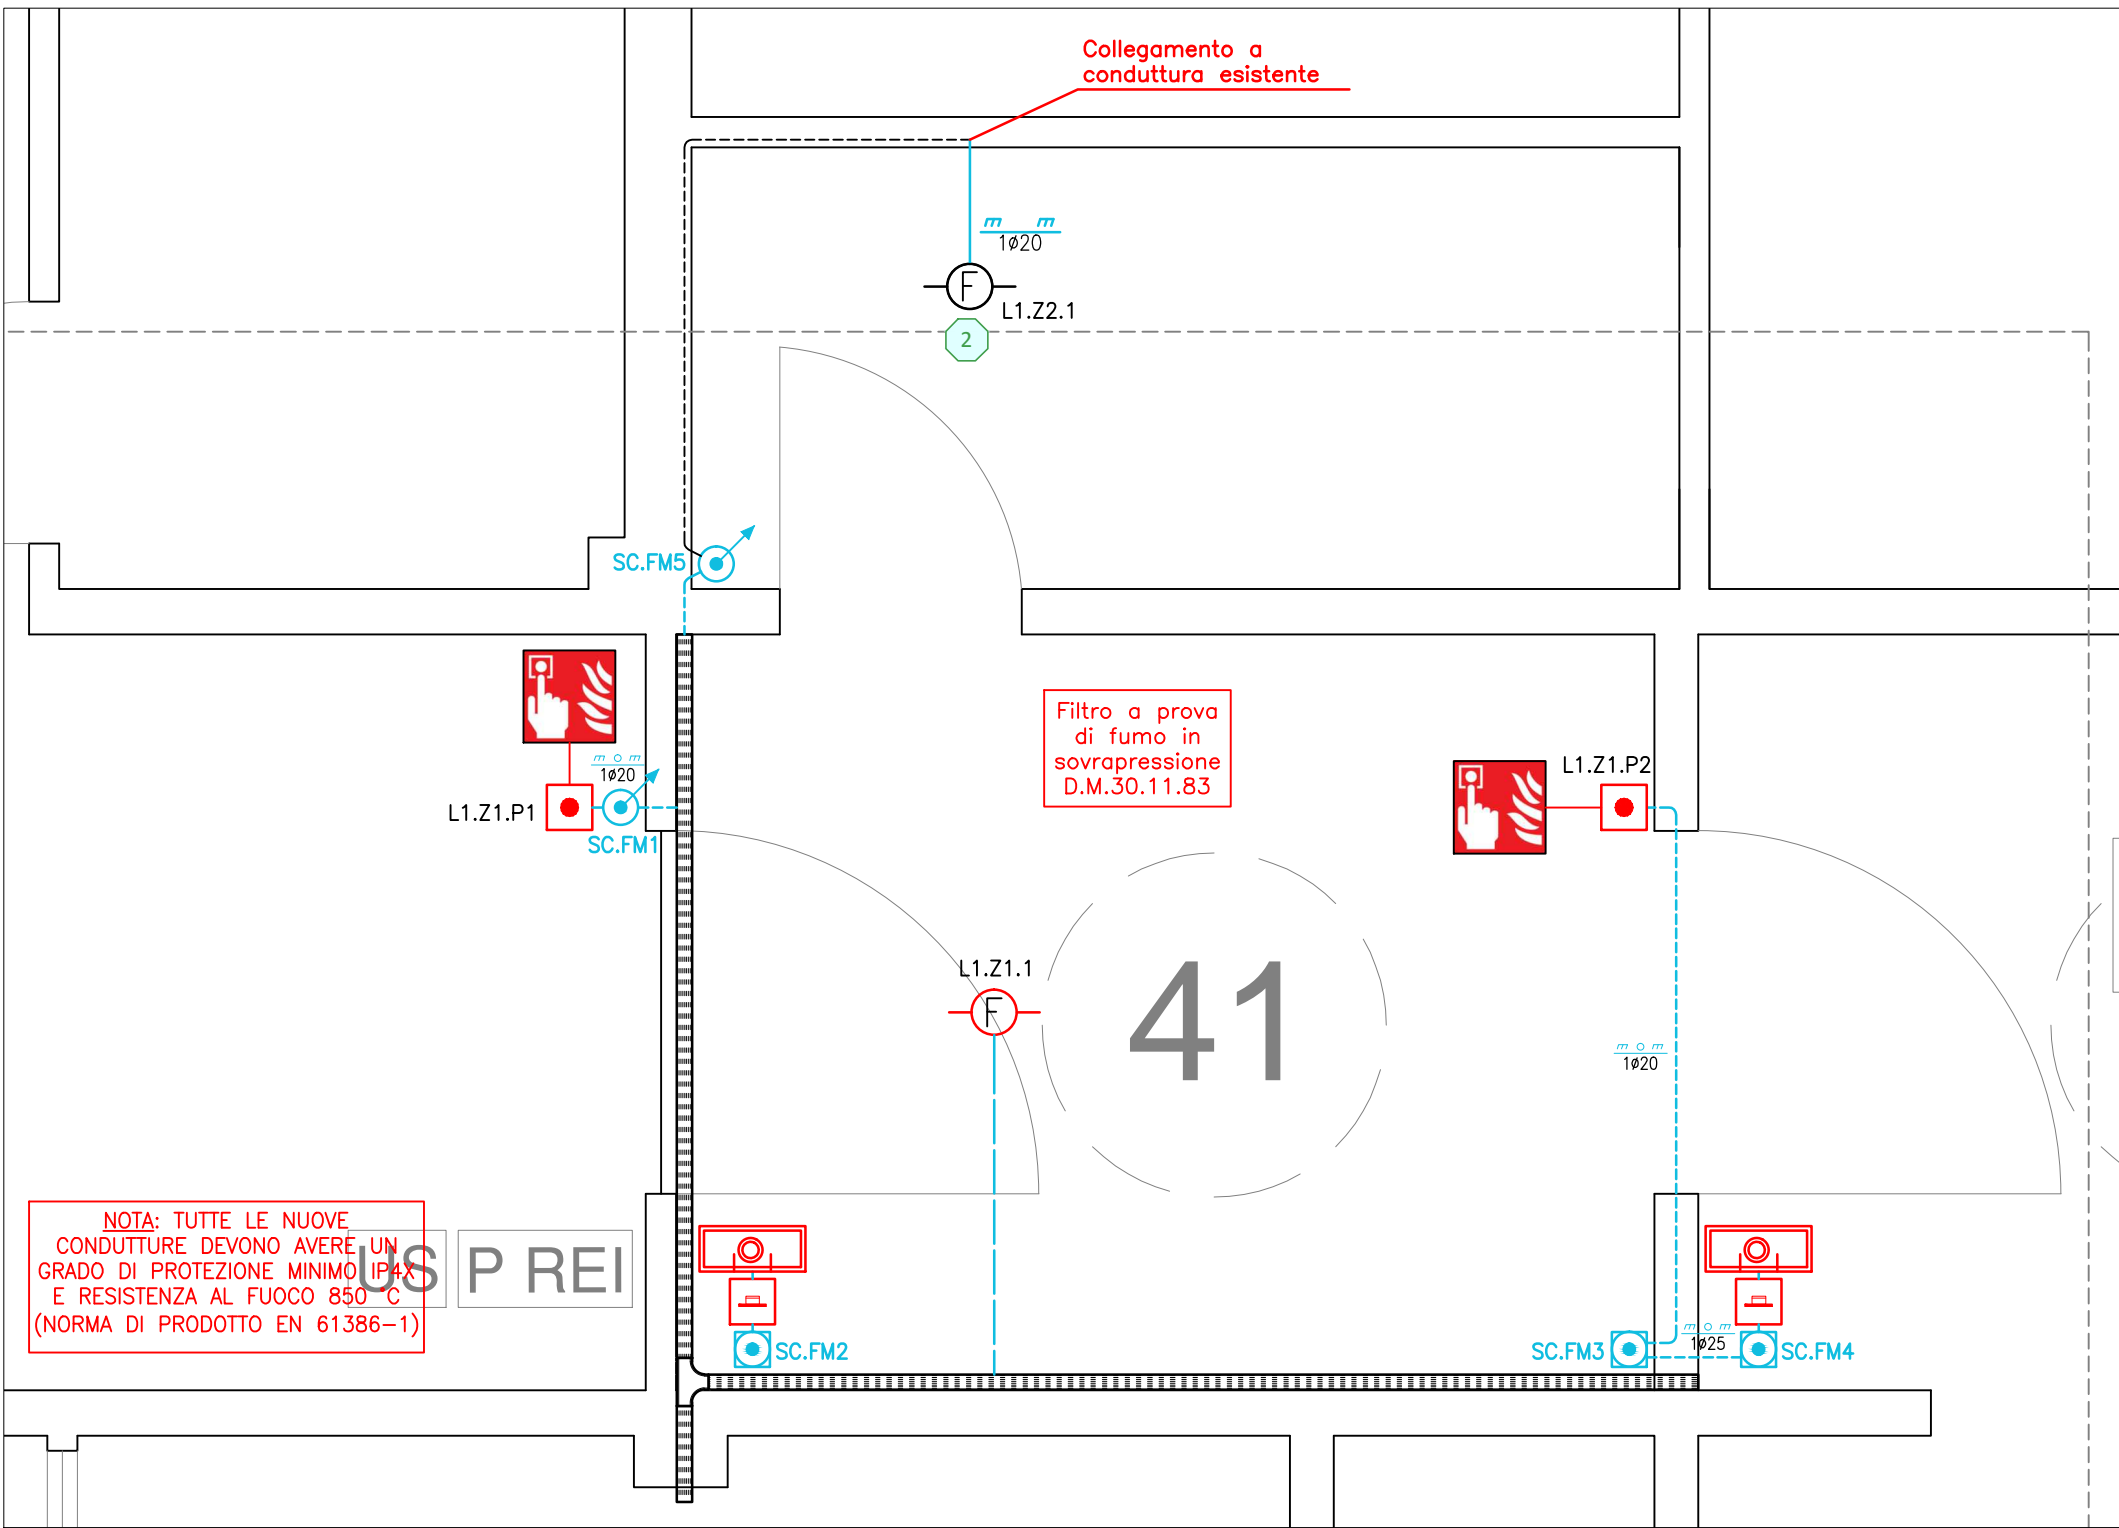 Collegamento a
conduttura esistente
1ø20
F
L1.Z2.1
2
SC.FM5
Filtro a prova
di fumo in
sovrapressione
D.M.30.11.83
1ø20
L1.Z1.P1
SC.FM1
L1.Z1.P2
L1.Z1.1
F
41
1ø20
NOTA: TUTTE LE NUOVE
CONDUTTURE DEVONO AVERE UN
GRADO DI PROTEZIONE MINIMO IP4X
E RESISTENZA AL FUOCO 850 °C
(NORMA DI PRODOTTO EN 61386-1)
US
P REI
SC.FM2
SC.FM3
1ø25
SC.FM4